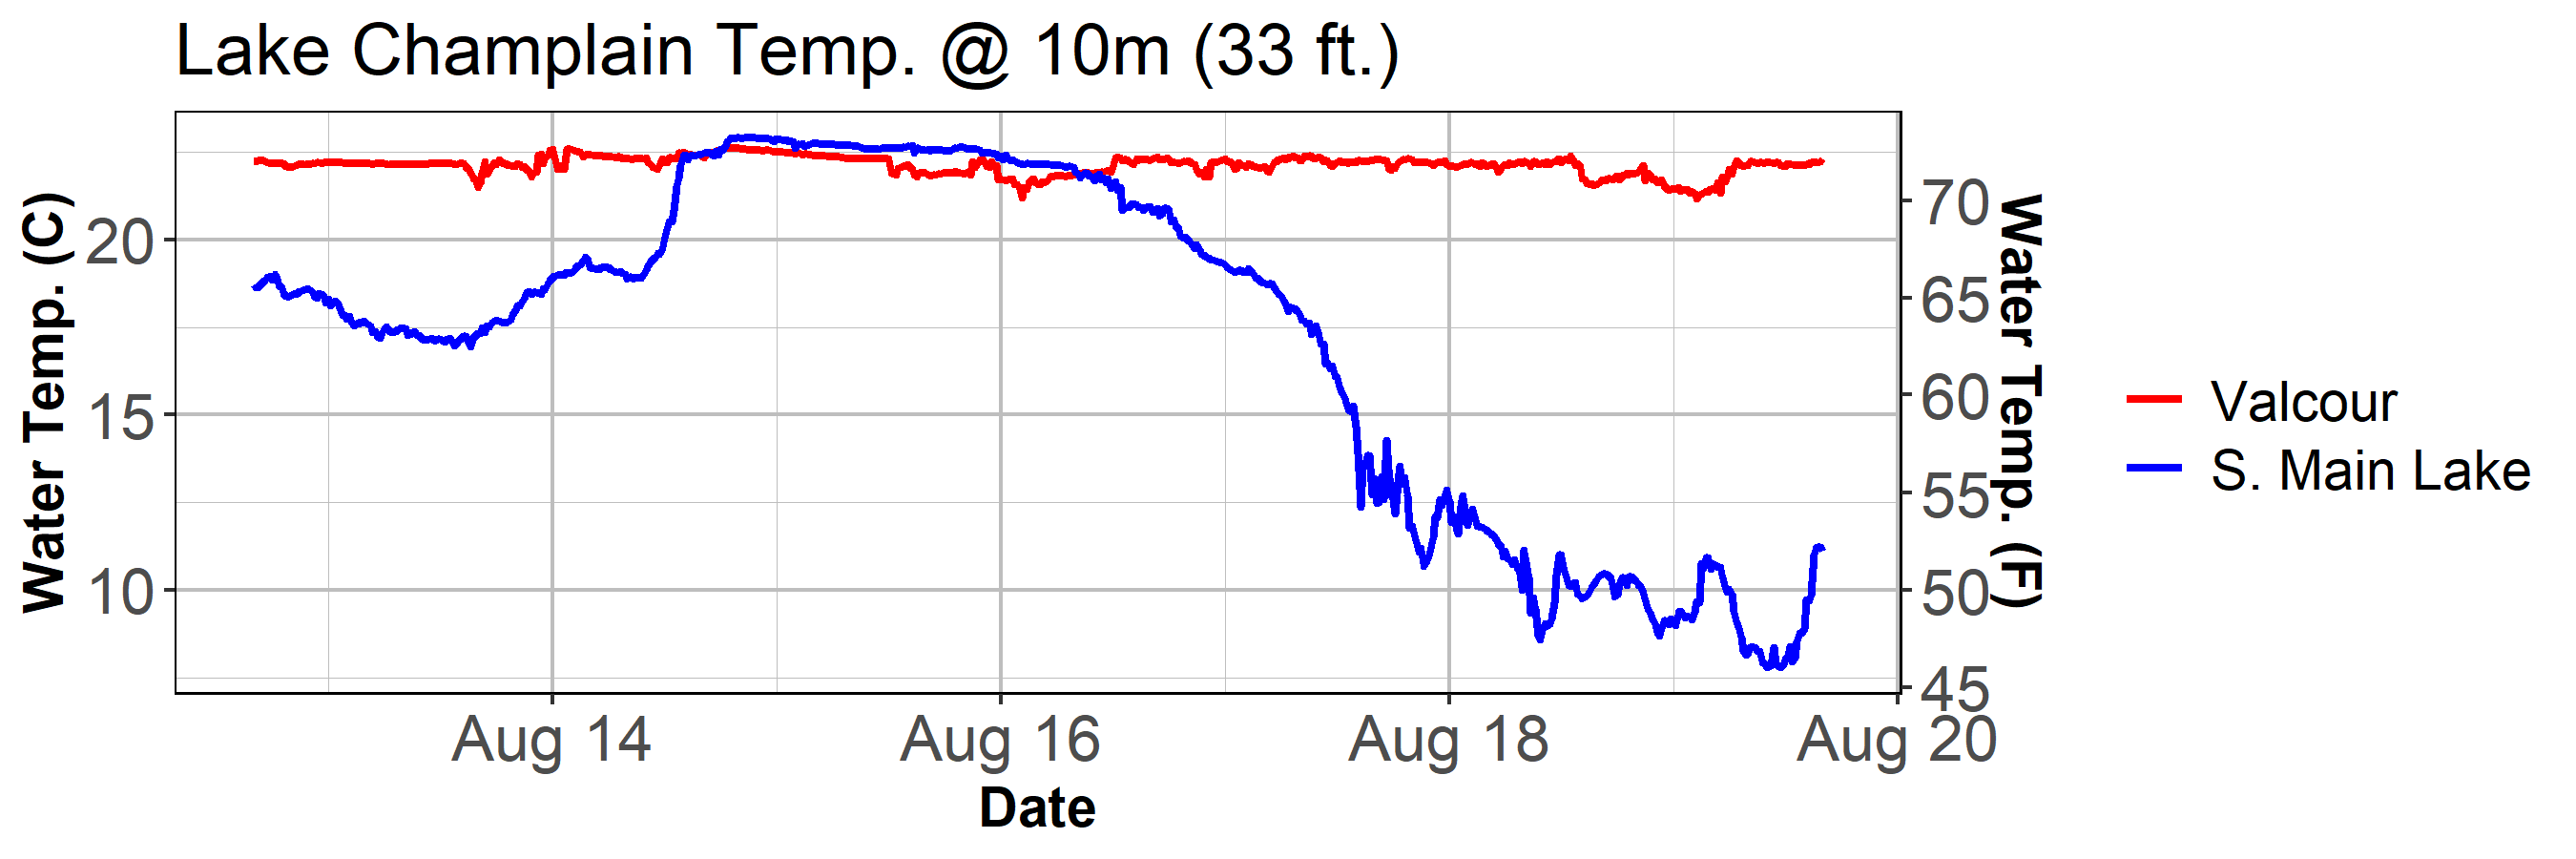 Lake Champlain Temp. @ 10m (33 ft.)
Water Temp. (C)
20
15
10
70
65
60
55
50
45
Water Temp. (F)
Aug 14
Aug 16
Aug 18
Aug 20
Date
Valcour
S. Main Lake